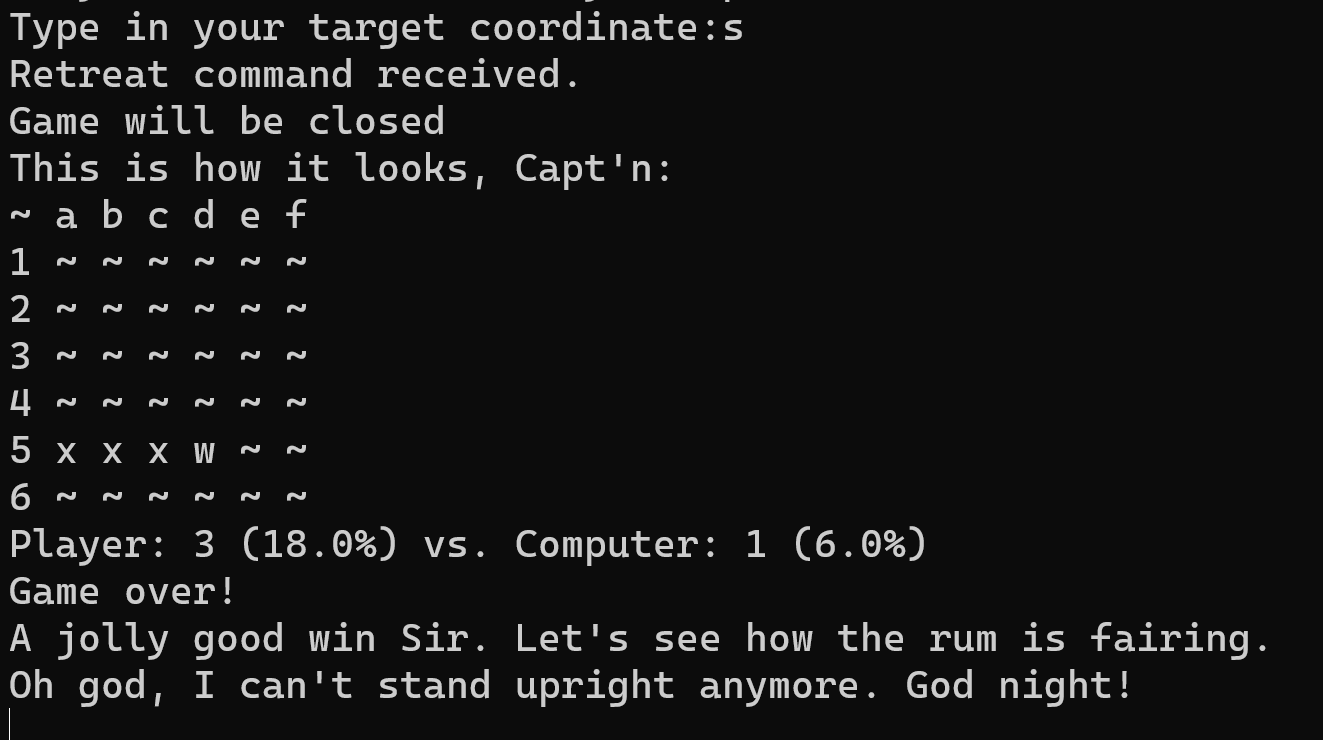 Type in your target coordinate:s
Retreat command received.
Game will be closed
This is how it looks, Capt'n:
~ a b c d e f
1 ~ ~ ~ ~ ~ ~
2 ~ ~ ~ ~ ~ ~
3 ~ ~ ~ ~ ~ ~
4 ~ ~ ~ ~ ~ ~
5 x x x w ~ ~
6 ~ ~ ~ ~ ~ ~
Player: 3 (18.0%) vs. Computer: 1 (6.0%)
Game over!
A jolly good win Sir. Let's see how the rum is fairing.
Oh god, I can't stand upright anymore. God night!